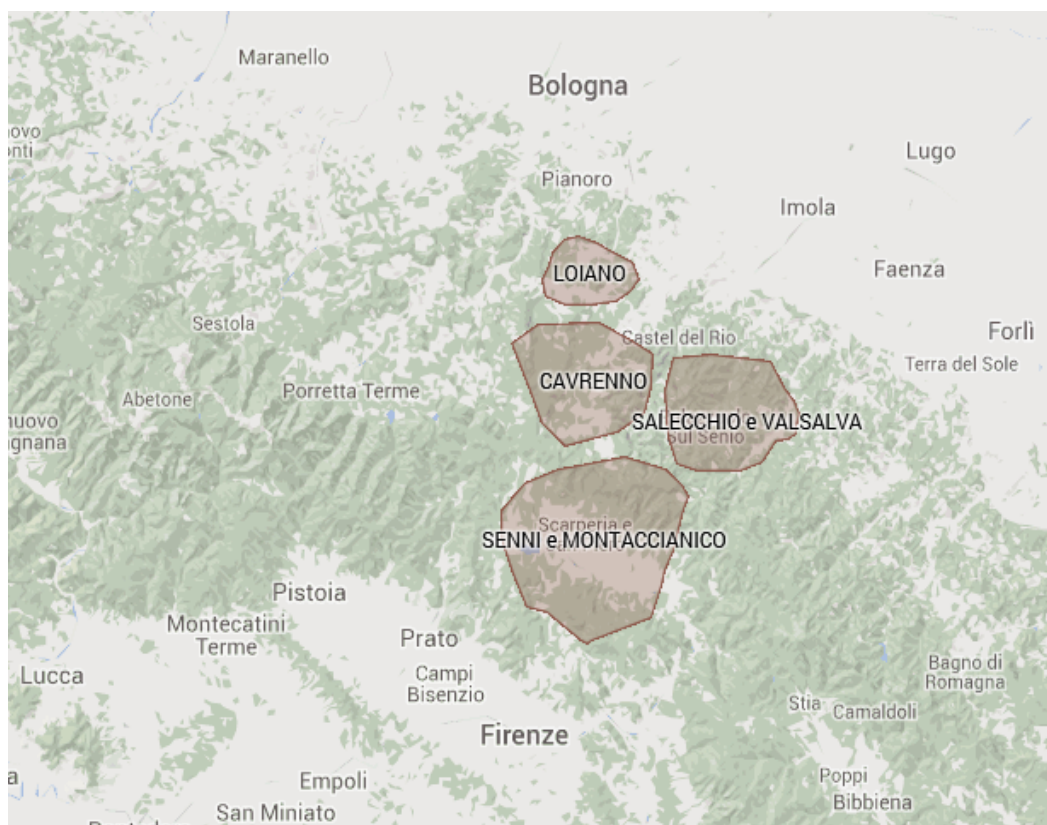 Maranello
Bologna
Lugo
Pianoro
Imola
LOIANO
Faenza
Sestola
Castel del Rio
Forlì
Terra del Sole
CAVRENNO
Porretta Terme
Abetone
SALECCHIO e VALSALVA
Sul Senio
Scarperia e
SENNI e MONTACCIANICO
Pistoia
Montecatini
Terme
Prato
Lucca
Campi
Bisenzio
Bagno di
Romagna
Stia
Camaldoli
Firenze
Empoli
Poppi
Bibbiena
San Miniato